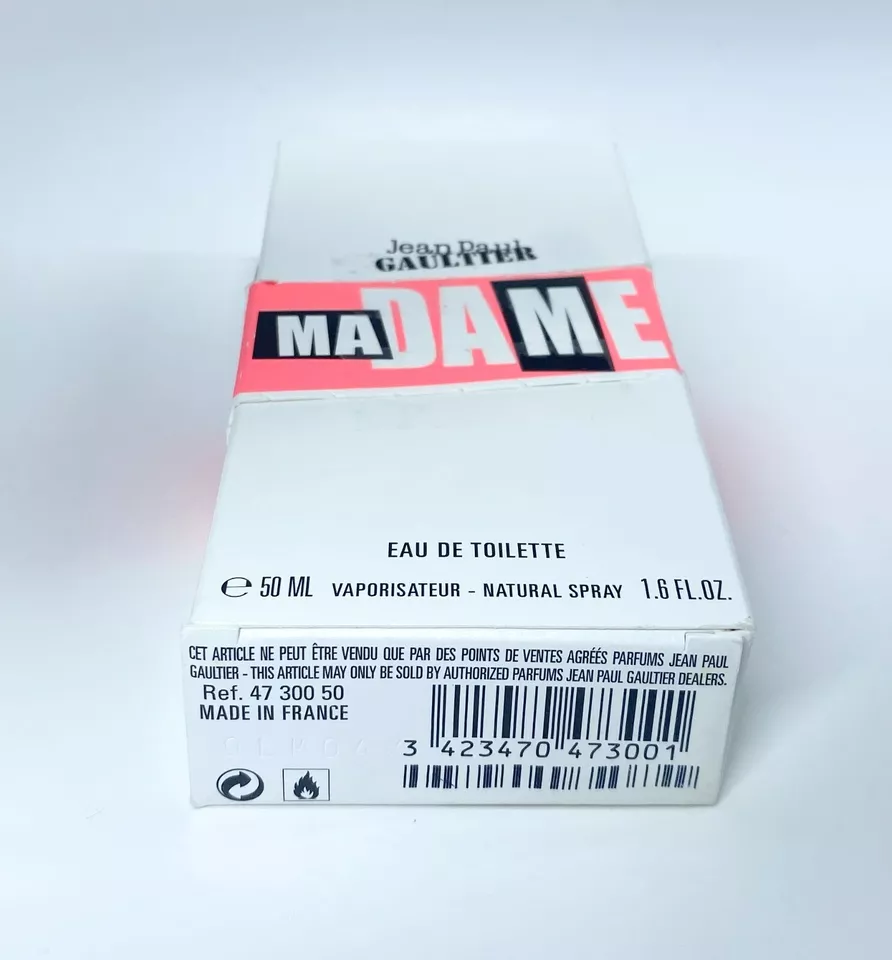 Jean Paul
GAULTIER
MADAME
EAU DE TOILETTE
℮ 50 ML VAPORISATEUR - NATURAL SPRAY 1.6 FL.OZ.
CET ARTICLE NE PEUT ÊTRE VENDU QUE PAR DES POINTS DE VENTES AGRÉÉS PARFUMS JEAN PAUL
GAULTIER - THIS ARTICLE MAY ONLY BE SOLD BY AUTHORIZED PARFUMS JEAN PAUL GAULTIER DEALERS.
Ref. 47 300 50
MADE IN FRANCE
3 423470 473001